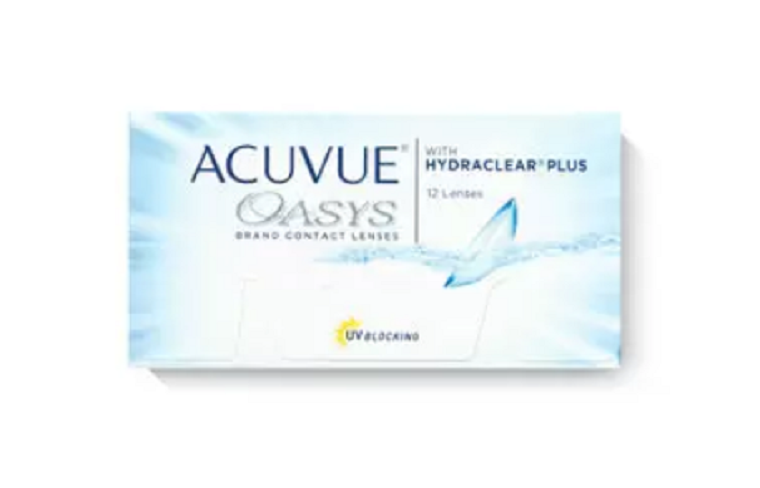 ACUVUE®
OASYS
BRAND CONTACT LENSES
WITH
HYDRACLEAR® PLUS
12 Lenses
UV BLOCKING